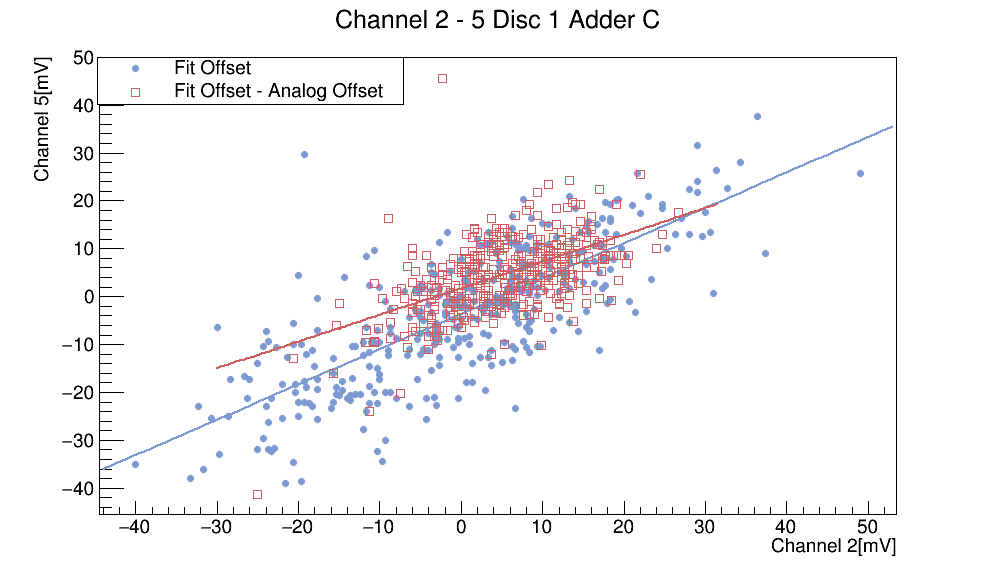 Channel 2 - 5 Disc 1 Adder C
Channel 5[mV]
Fit Offset
Fit Offset - Analog Offset
50
40
30
20
10
0
−10
−20
−30
−40
−40 −30 −20 −10 0 10 20 30 40 50
Channel 2[mV]